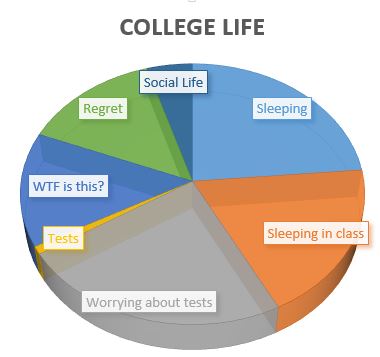 COLLEGE LIFE
Social Life
Sleeping
Regret
WTF is this?
Sleeping in class
Tests
Worrying about tests